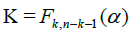 K = F_{k,n-k-1}(α)